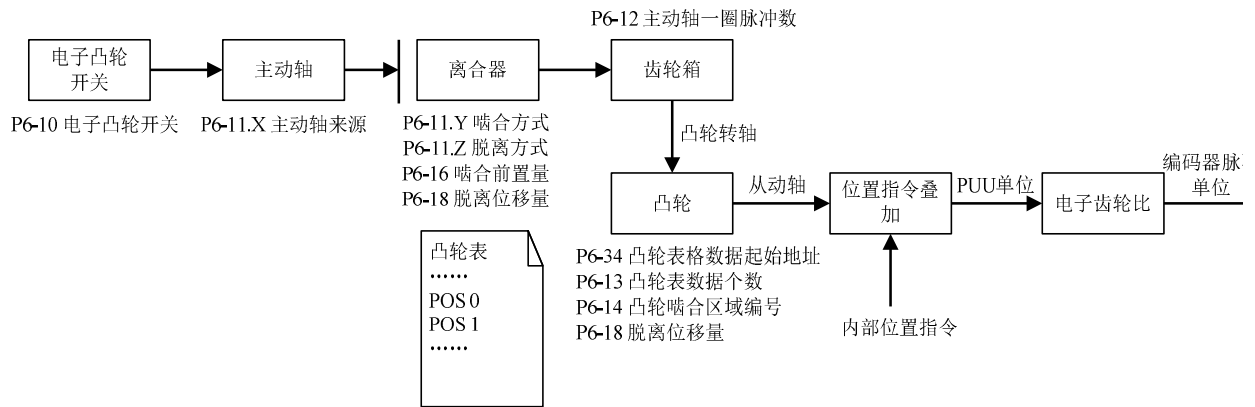 P6-12 主动轴一圈脉冲数
电子凸轮
开关
主动轴
离合器
齿轮箱
P6-10 电子凸轮开关
P6-11.X 主动轴来源
P6-11.Y 啮合方式
P6-11.Z 脱离方式
P6-16 啮合前置量
P6-18 脱离位移量
凸轮转轴
凸轮
从动轴
位置指令叠
加
PUU单位
电子齿轮比
编码器脉
单位
凸轮表
……
POS 0
POS 1
……
P6-34 凸轮表格数据起始地址
P6-13 凸轮表数据个数
P6-14 凸轮啮合区域编号
P6-18 脱离位移量
内部位置指令